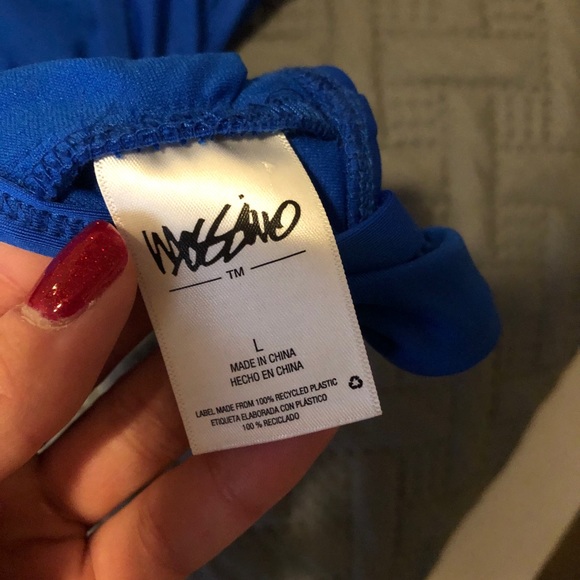 MOSSIMO
TM
L
MADE IN CHINA
HECHO EN CHINA
LABEL MADE FROM 100% RECYCLED PLASTIC
ETIQUETA ELABORADA CON PLÁSTICO
100 % RECICLADO